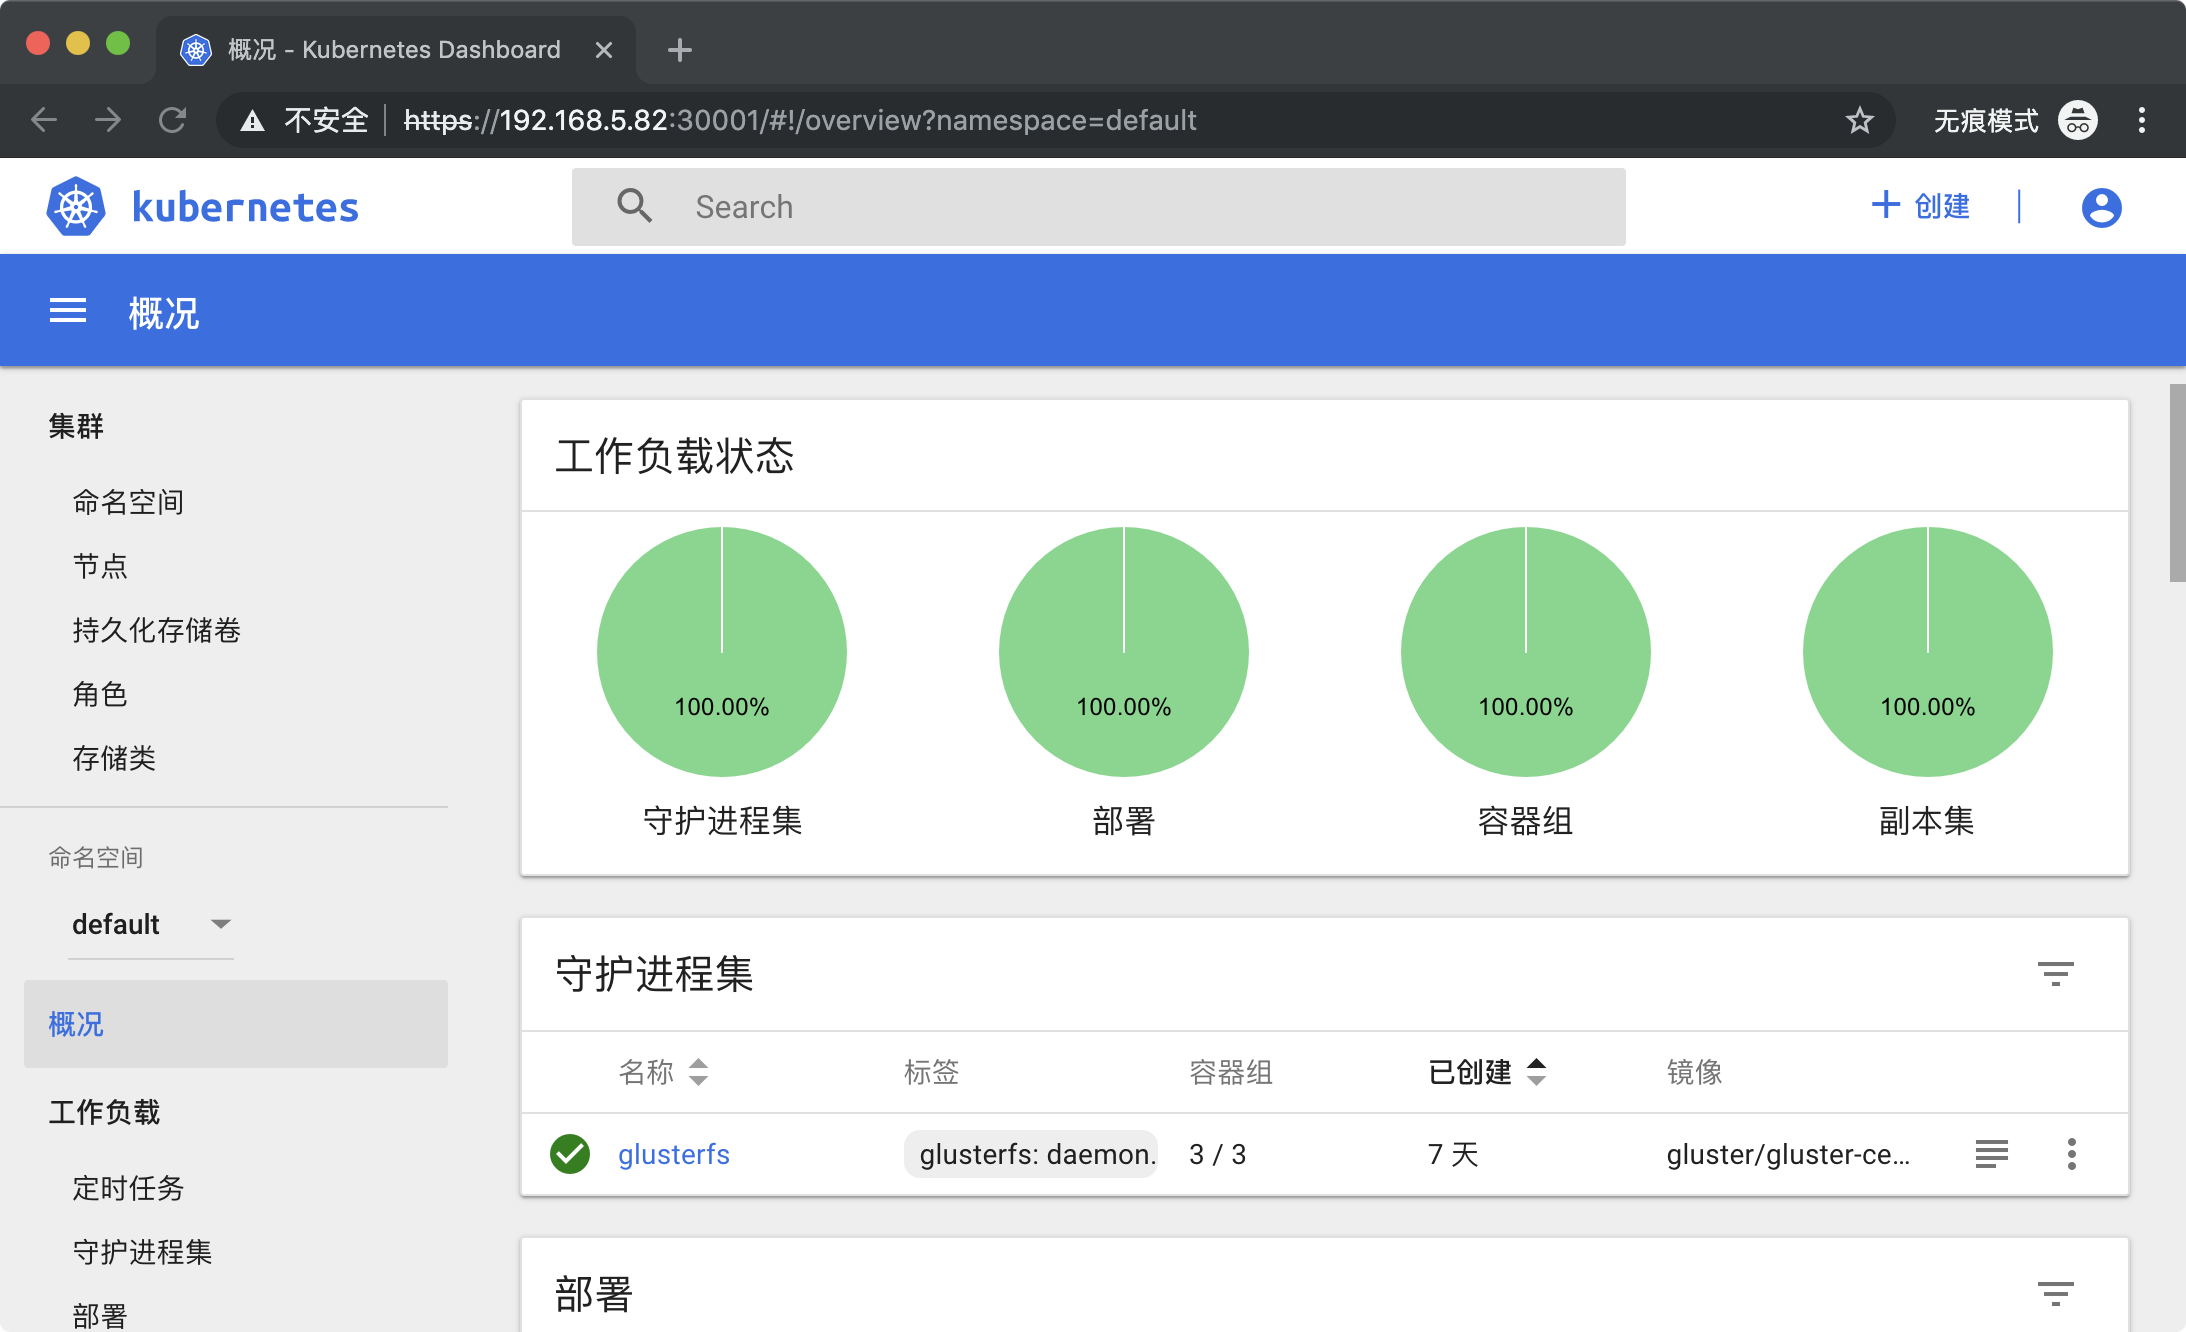 概况 - Kubernetes Dashboard
不安全 https://192.168.5.82:30001/#!/overview?namespace=default 无痕模式
kubernetes Search 创建
概况
集群
命名空间
节点
持久化存储卷
角色
存储类
命名空间
default
概况
工作负载
定时任务
守护进程集
部署
工作负载状态
100.00% 100.00% 100.00% 100.00%
守护进程集 部署 容器组 副本集
守护进程集
名称 标签 容器组 已创建 镜像
glusterfs glusterfs: daemon. 3 / 3 7 天 gluster/gluster-ce...
部署